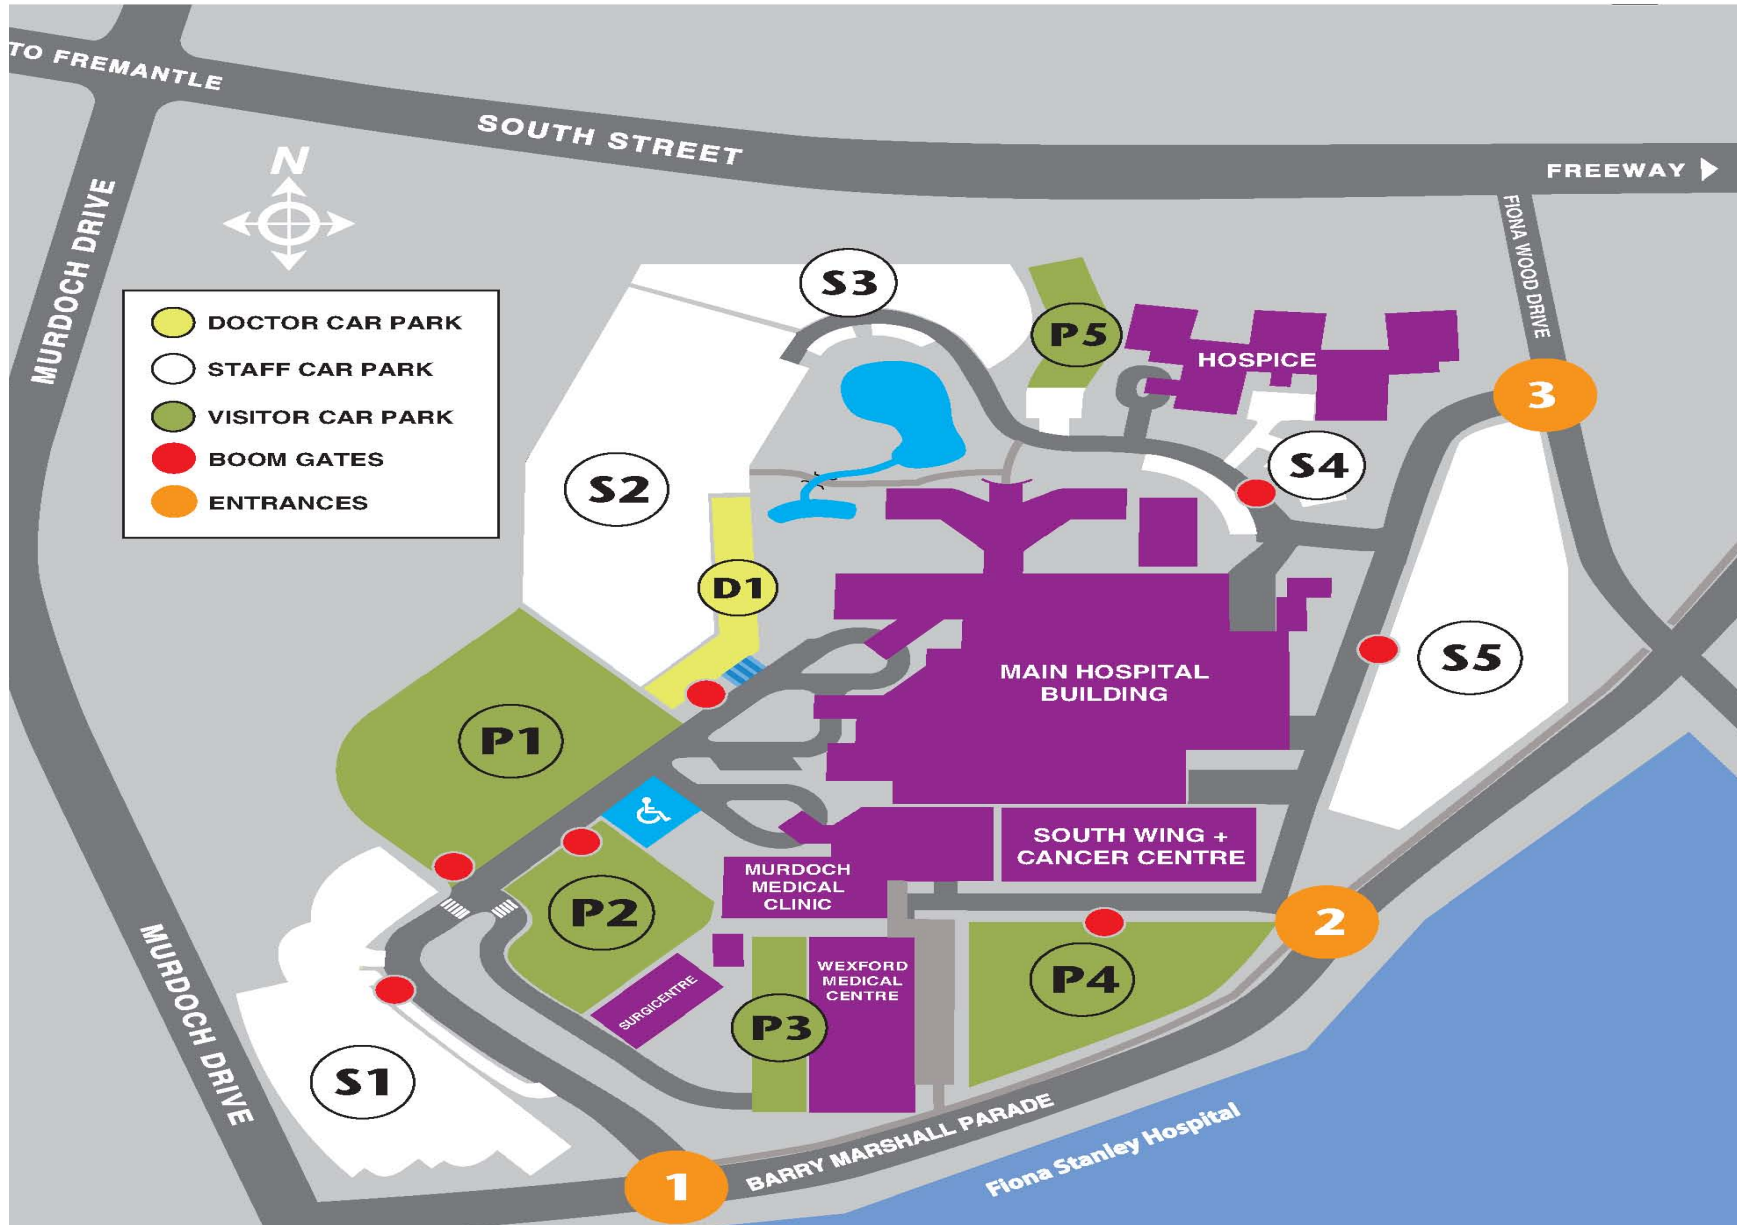 TO FREMANTLE
SOUTH STREET
FREEWAY
N
MURDOCH DRIVE
FIONA WOOD DRIVE
S3
P5
HOSPICE
DOCTOR CAR PARK
STAFF CAR PARK
VISITOR CAR PARK
BOOM GATES
ENTRANCES
3
S4
S2
D1
MAIN HOSPITAL
BUILDING
S5
P1
SOUTH WING +
CANCER CENTRE
MURDOCH
MEDICAL
CLINIC
P2
2
WEXFORD
MEDICAL
CENTRE
P4
SURGICENTRE
P3
MURDOCH DRIVE
S1
BARRY MARSHALL PARADE
Fiona Stanley Hospital
1